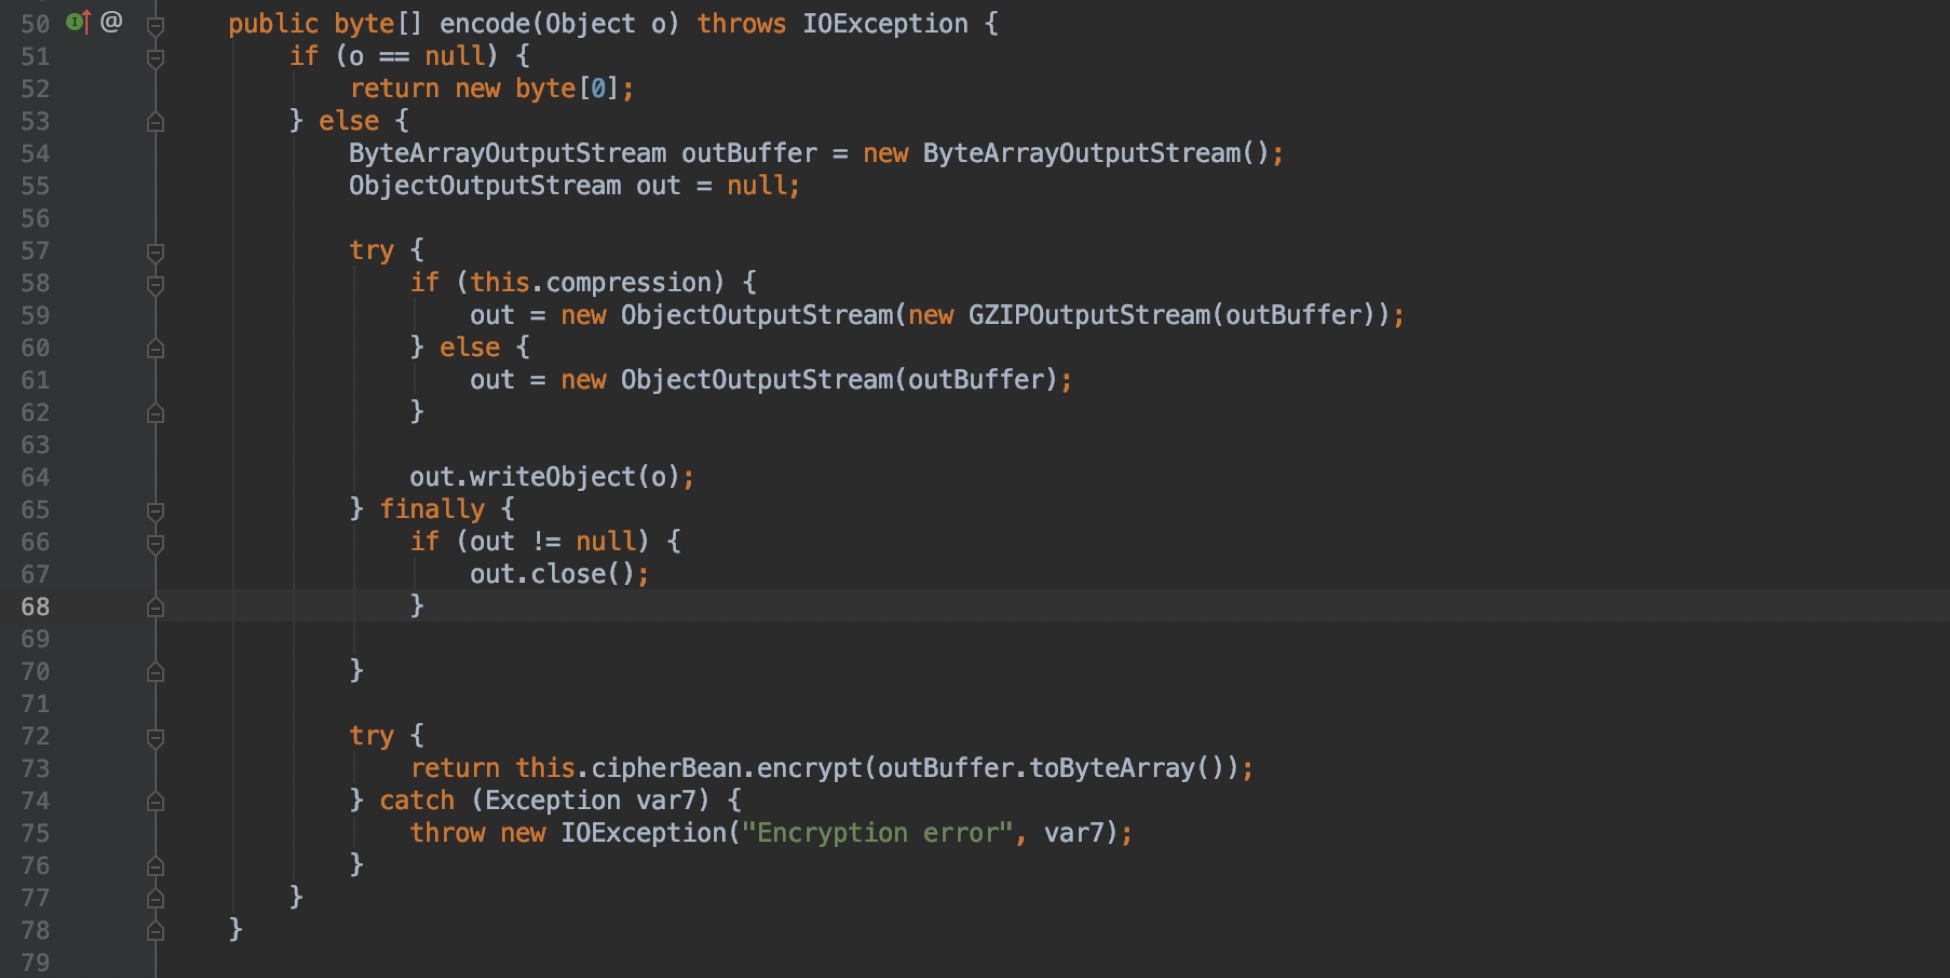 50 @ public byte[] encode(Object o) throws IOException {
51 if (o == null) {
52 return new byte[0];
53 } else {
54 ByteArrayOutputStream outBuffer = new ByteArrayOutputStream();
55 ObjectOutputStream out = null;
56
57 try {
58 if (this.compression) {
59 out = new ObjectOutputStream(new GZIPOutputStream(outBuffer));
60 } else {
61 out = new ObjectOutputStream(outBuffer);
62 }
63
64 out.writeObject(o);
65 } finally {
66 if (out != null) {
67 out.close();
68 }
69
70 }
71
72 try {
73 return this.cipherBean.encrypt(outBuffer.toByteArray());
74 } catch (Exception var7) {
75 throw new IOException("Encryption error", var7);
76 }
77 }
78 }
79